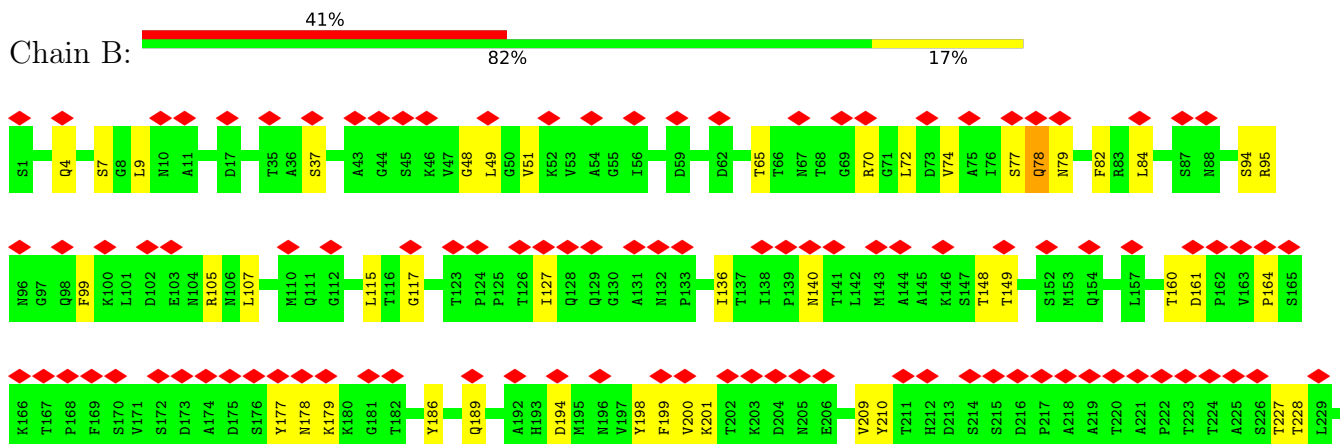 41%
Chain B:
82% 17%
S1 Q4 S7 G8 L9 N10 A11 D17 T35 A36 S37 A43 G44 S45 K46 V47 G48 L49 G50 V51 K52 V53 A54 G55 I56 D59 D62 T65 T66 N67 T68 G69 R70 G71 L72 D73 V74 A75 I76 S77 Q78 N79 F82 R83 L84 S87 N88 S94 R95
N96 G97 Q98 F99 K100 L101 D102 E103 N104 R105 N106 L107 M110 Q111 G112 L115 T116 G117 T123 P124 P125 T126 I127 Q128 Q129 G130 A131 N132 P133 I136 T137 I138 P139 N140 T141 L142 M143 A144 A145 K146 S147 T148 T149 S152 M153 Q154 L157 T160 D161 P162 V163 P164 S165
K166 T167 P168 F169 S170 V171 S172 D173 A174 D175 S176 Y177 N178 K179 K180 G181 T182 Y186 Q189 A192 H193 D194 M195 N196 V197 Y198 F199 V200 K201 T202 K203 D204 N205 E206 V209 Y210 T211 H212 D213 S214 S215 D216 P217 A218 A219 T220 A221 P222 T223 T224 A225 S226 T227 T228 L229